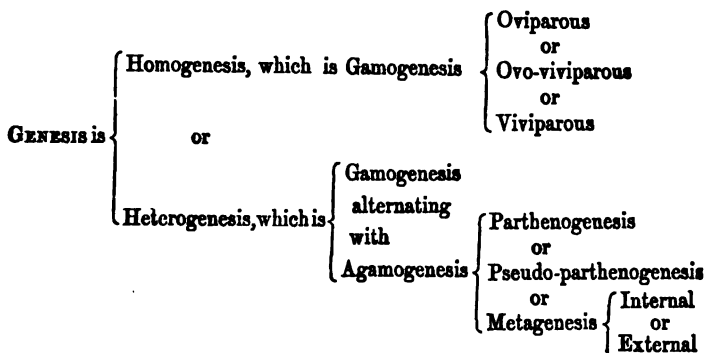 Oviparous
or
Homogenesis, which is Gamogenesis
Ovo-viviparous
or
Viviparous
GENESIS is
or
Gamogenesis
alternating
Heterogenesis, which is
with
Agamogenesis
Parthenogenesis
or
Pseudo-parthenogenesis
or
Metagenesis
Internal
or
External